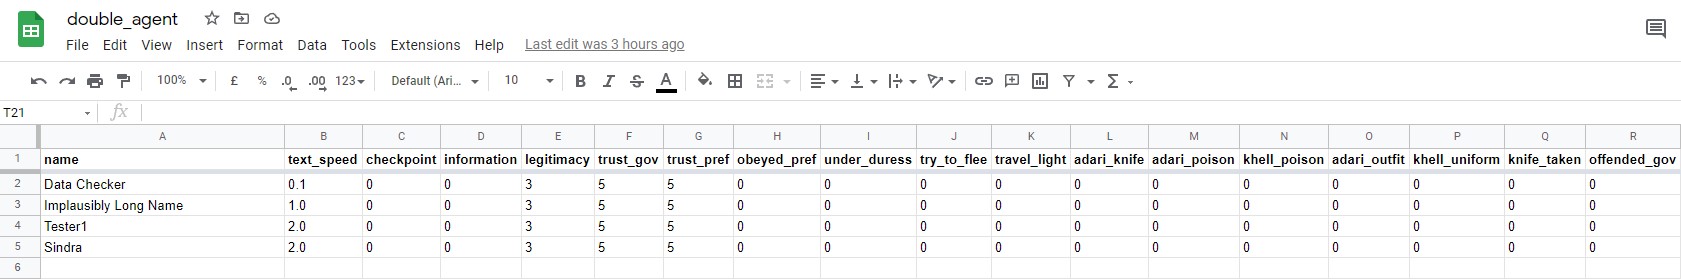 double_agent
File Edit View Insert Format Data Tools Extensions Help Last edit was 3 hours ago
100% £ % .0 .00 123 Default (Ari... 10 B I S A Σ
T21 fx
A B C D E F G H I J K L M N O P Q R
1 name text_speed checkpoint information legitimacy trust_gov trust_pref obeyed_pref under_duress try_to_flee travel_light adari_knife adari_poison khell_poison adari_outfit khell_uniform knife_taken offended_gov
2 Data Checker 0.1 0 0 3 5 5 0 0 0 0 0 0 0 0 0 0 0
3 Implausibly Long Name 1.0 0 0 3 5 5 0 0 0 0 0 0 0 0 0 0 0
4 Tester1 2.0 0 0 3 5 5 0 0 0 0 0 0 0 0 0 0 0
5 Sindra 2.0 0 0 3 5 5 0 0 0 0 0 0 0 0 0 0 0
6